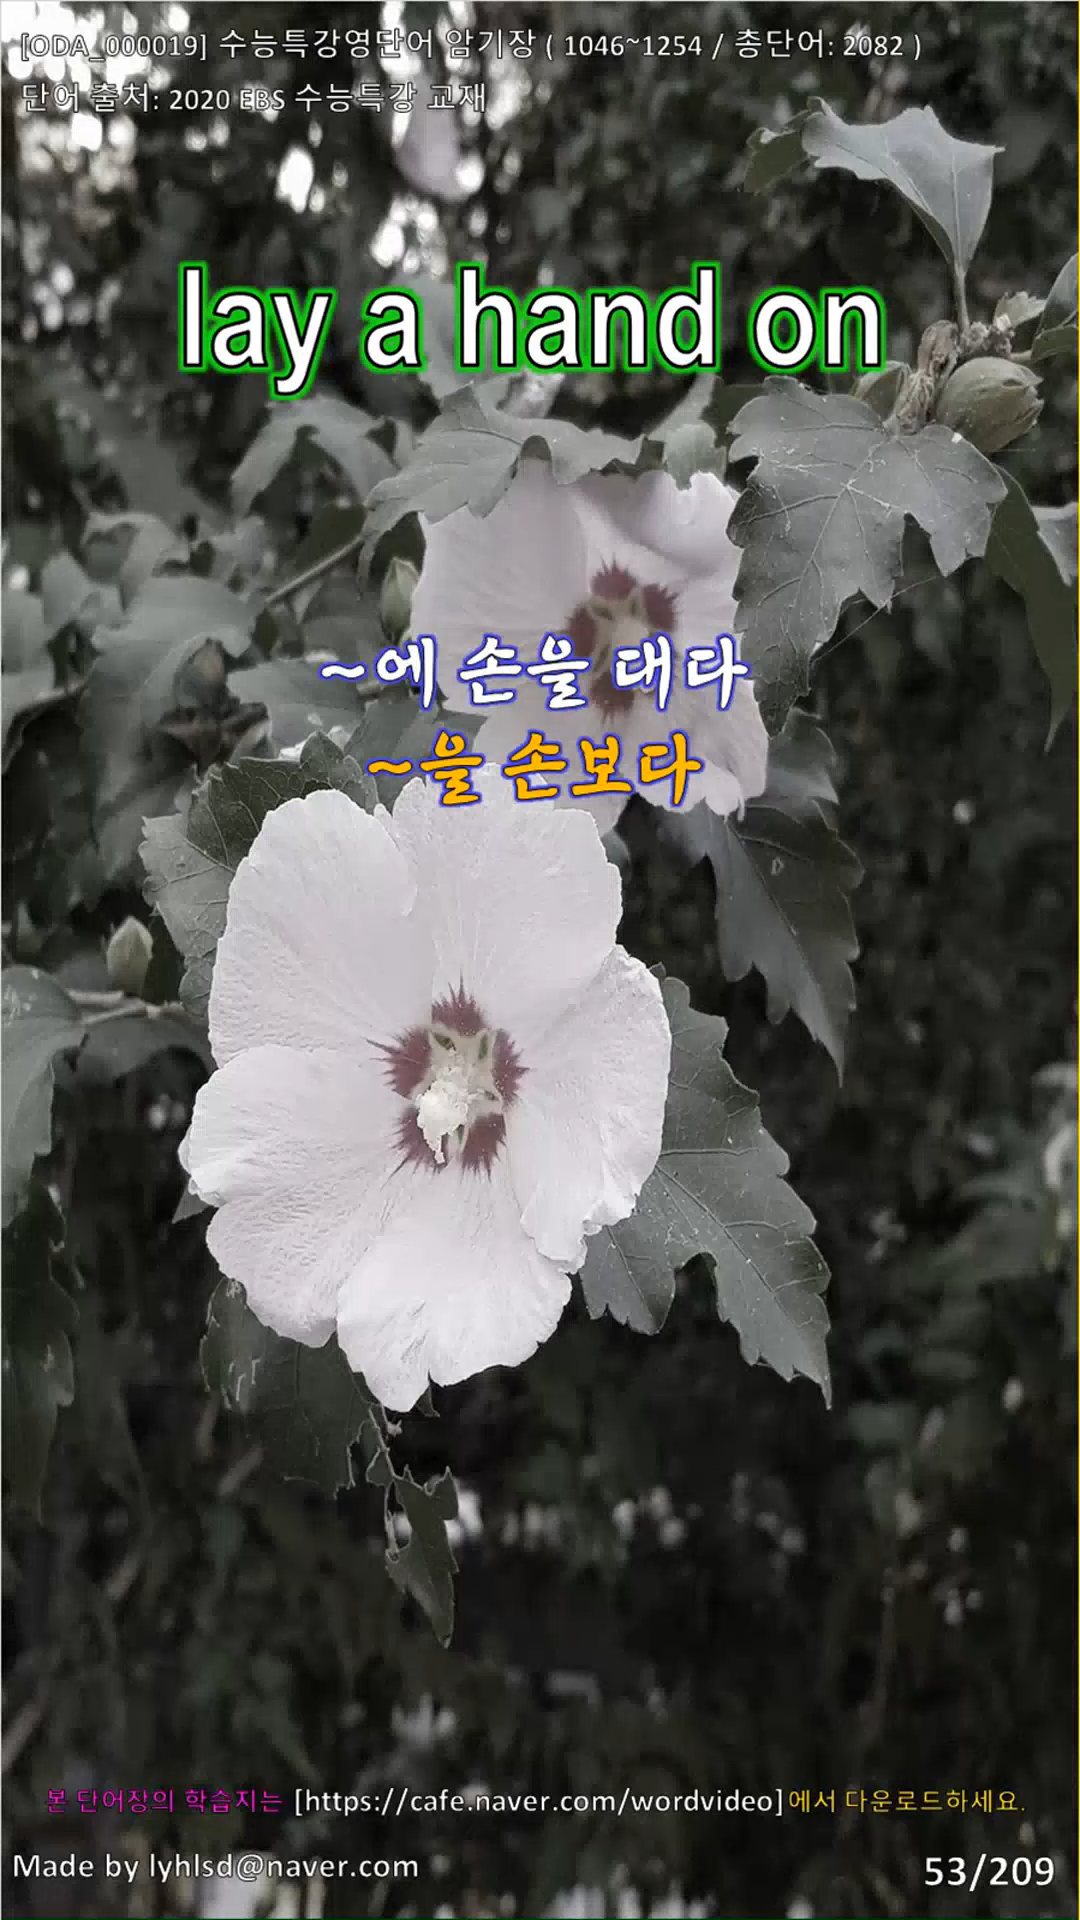 [ODA_000019] 수능특강영단어 암기장 ( 1046~1254 / 총단어: 2082 )
단어 출처: 2020 EBS 수능특강 교재
lay a hand on
~에 손을 대다
~을 손보다
본 단어장의 학습지는 [https://cafe.naver.com/wordvideo]에서 다운로드하세요.
Made by lyhlsd@naver.com
53/209